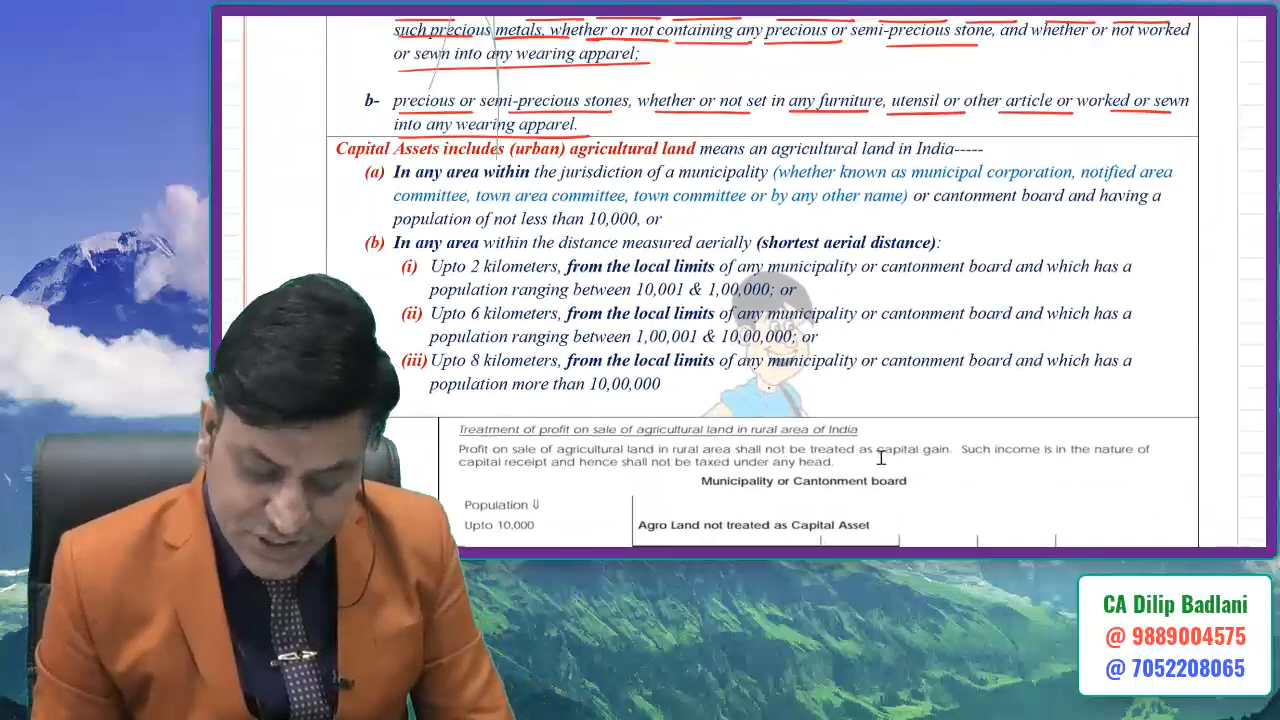 such precious metals, whether or not containing any precious or semi-precious stone, and whether or not worked
or sewn into any wearing apparel;
b- precious or semi-precious stones, whether or not set in any furniture, utensil or other article or worked or sewn
into any wearing apparel.
Capital Assets includes (urban) agricultural land means an agricultural land in India-----
(a) In any area within the jurisdiction of a municipality (whether known as municipal corporation, notified area
committee, town area committee, town committee or by any other name) or cantonment board and having a
population of not less than 10,000, or
(b) In any area within the distance measured aerially (shortest aerial distance):
(i) Upto 2 kilometers, from the local limits of any municipality or cantonment board and which has a
population ranging between 10,001 & 1,00,000; or
(ii) Upto 6 kilometers, from the local limits of any municipality or cantonment board and which has a
population ranging between 1,00,001 & 10,00,000; or
(iii) Upto 8 kilometers, from the local limits of any municipality or cantonment board and which has a
population more than 10,00,000
Treatment of profit on sale of agricultural land in rural area of India
Profit on sale of agricultural land in rural area shall not be treated as capital gain. Such income is in the nature of
capital receipt and hence shall not be taxed under any head.
Municipality or Cantonment board
Population ⇓
Upto 10,000 Agro Land not treated as Capital Asset
CA Dilip Badlani
@ 9889004575
@ 7052208065